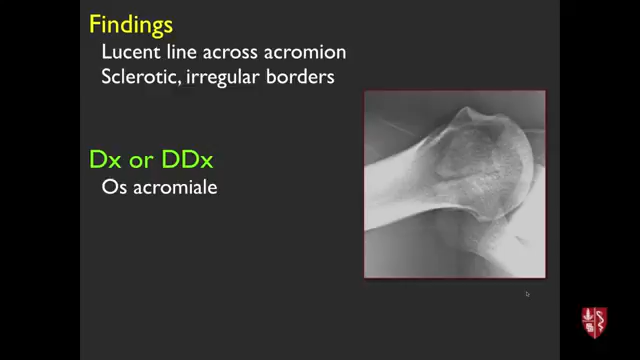 Findings
Lucent line across acromion
Sclerotic, irregular borders
Dx or DDx
Os acromiale